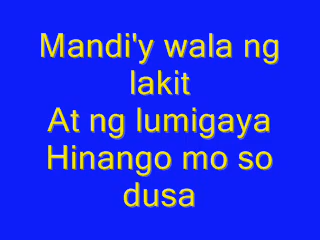 Mandi'y wala ng
lakit
At ng lumigaya
Hinango mo so
dusa